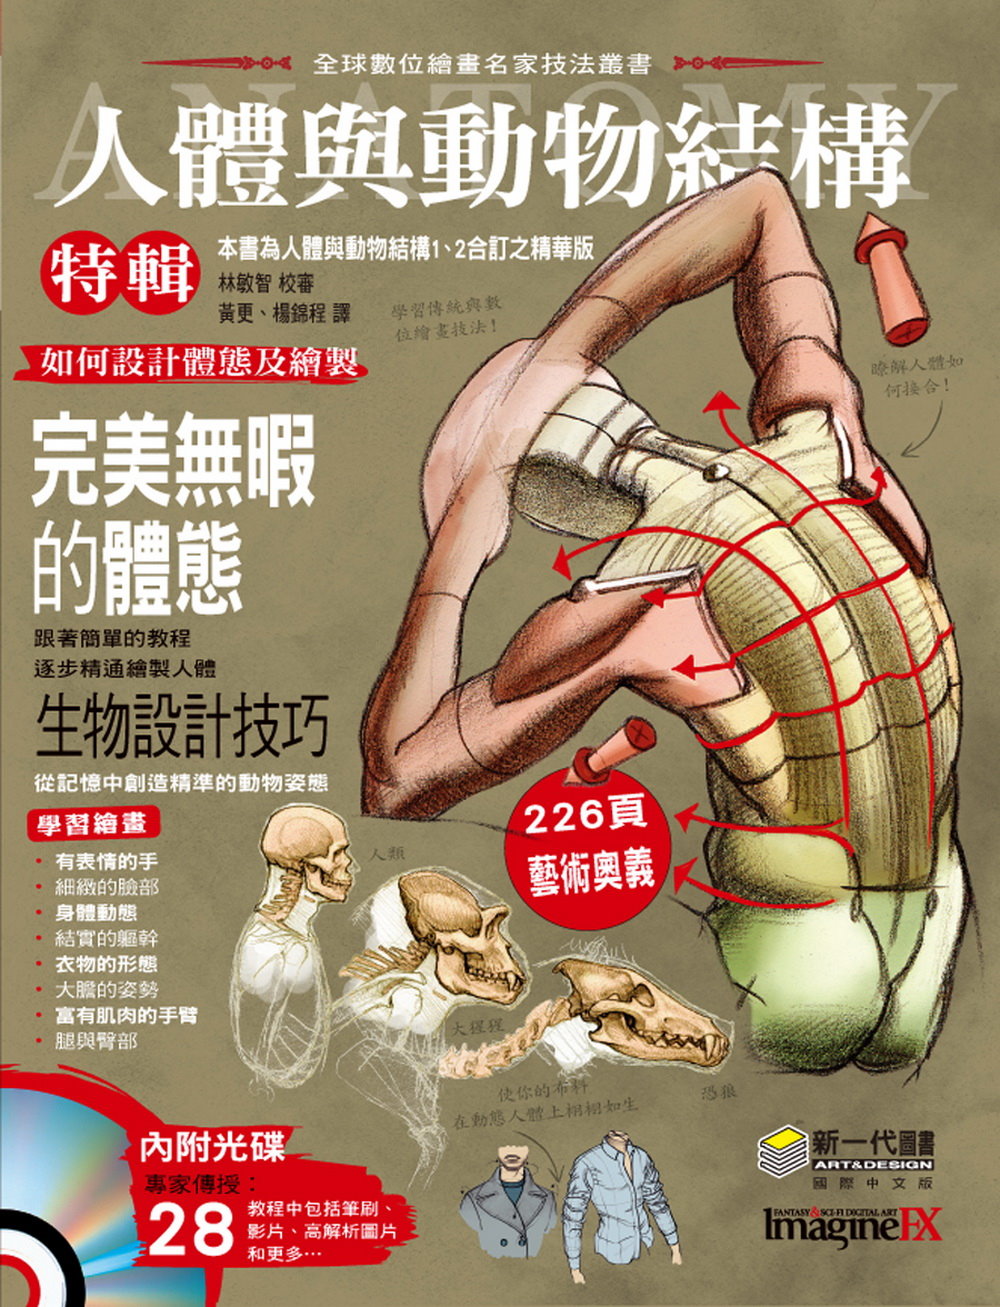 全球數位繪畫名家技法叢書
ANATOMY
人體與動物結構
特輯
本書為人體與動物結構1、2合訂之精華版
林敏智 校審
黃更、楊錦程 譯
學習傳統與數
位繪畫技法！
瞭解人體如
何接合！
如何設計體態及繪製
完美無暇
的體態
跟著簡單的教程
逐步精通繪製人體
生物設計技巧
從記憶中創造精準的動物姿態
學習繪畫
• 有表情的手
• 細緻的臉部
• 身體動態
• 結實的軀幹
• 衣物的形態
• 大膽的姿勢
• 富有肌肉的手臂
• 腿與臀部
226頁
藝術奧義
人類
大猩猩
恐狼
使你的布料
在動態人體上栩栩如生
內附光碟
專家傳授：
28
教程中包括筆刷、
影片、高解析圖片
和更多…
新一代圖書
ART&DESIGN
國際中文版
FANTASY & SCI-FI DIGITAL ART
ImagineFX